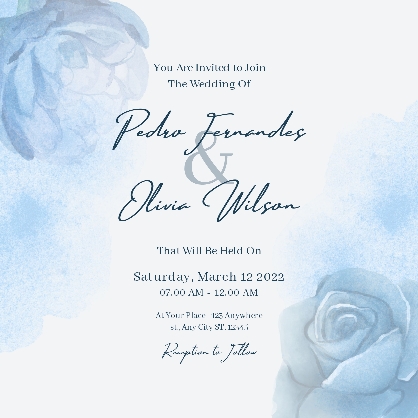 You Are Invited to Join
The Wedding Of
Pedro Fernandes
&
Olivia Wilson
That Will Be Held On
Saturday, March 12 2022
07.00 AM - 12.00 AM
At Your Place - 123 Anywhere
st. Any City ST. 12345
Reception to Follow